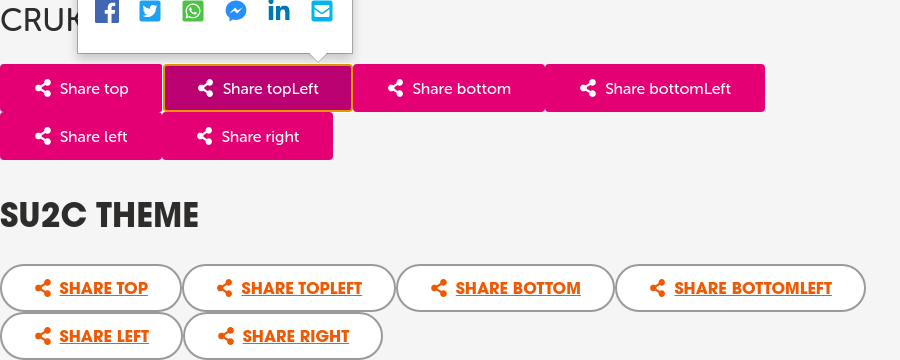 CRUK
Share top Share topLeft Share bottom Share bottomLeft
Share left Share right
SU2C THEME
SHARE TOP SHARE TOPLEFT SHARE BOTTOM SHARE BOTTOMLEFT
SHARE LEFT SHARE RIGHT